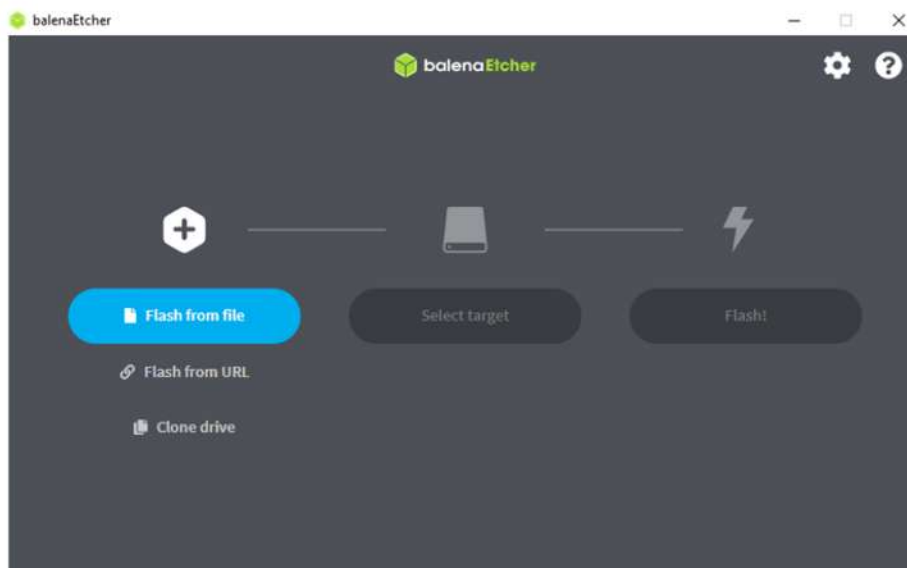 balenaEtcher
balenaEtcher
Flash from file
Select target
Flash!
Flash from URL
Clone drive